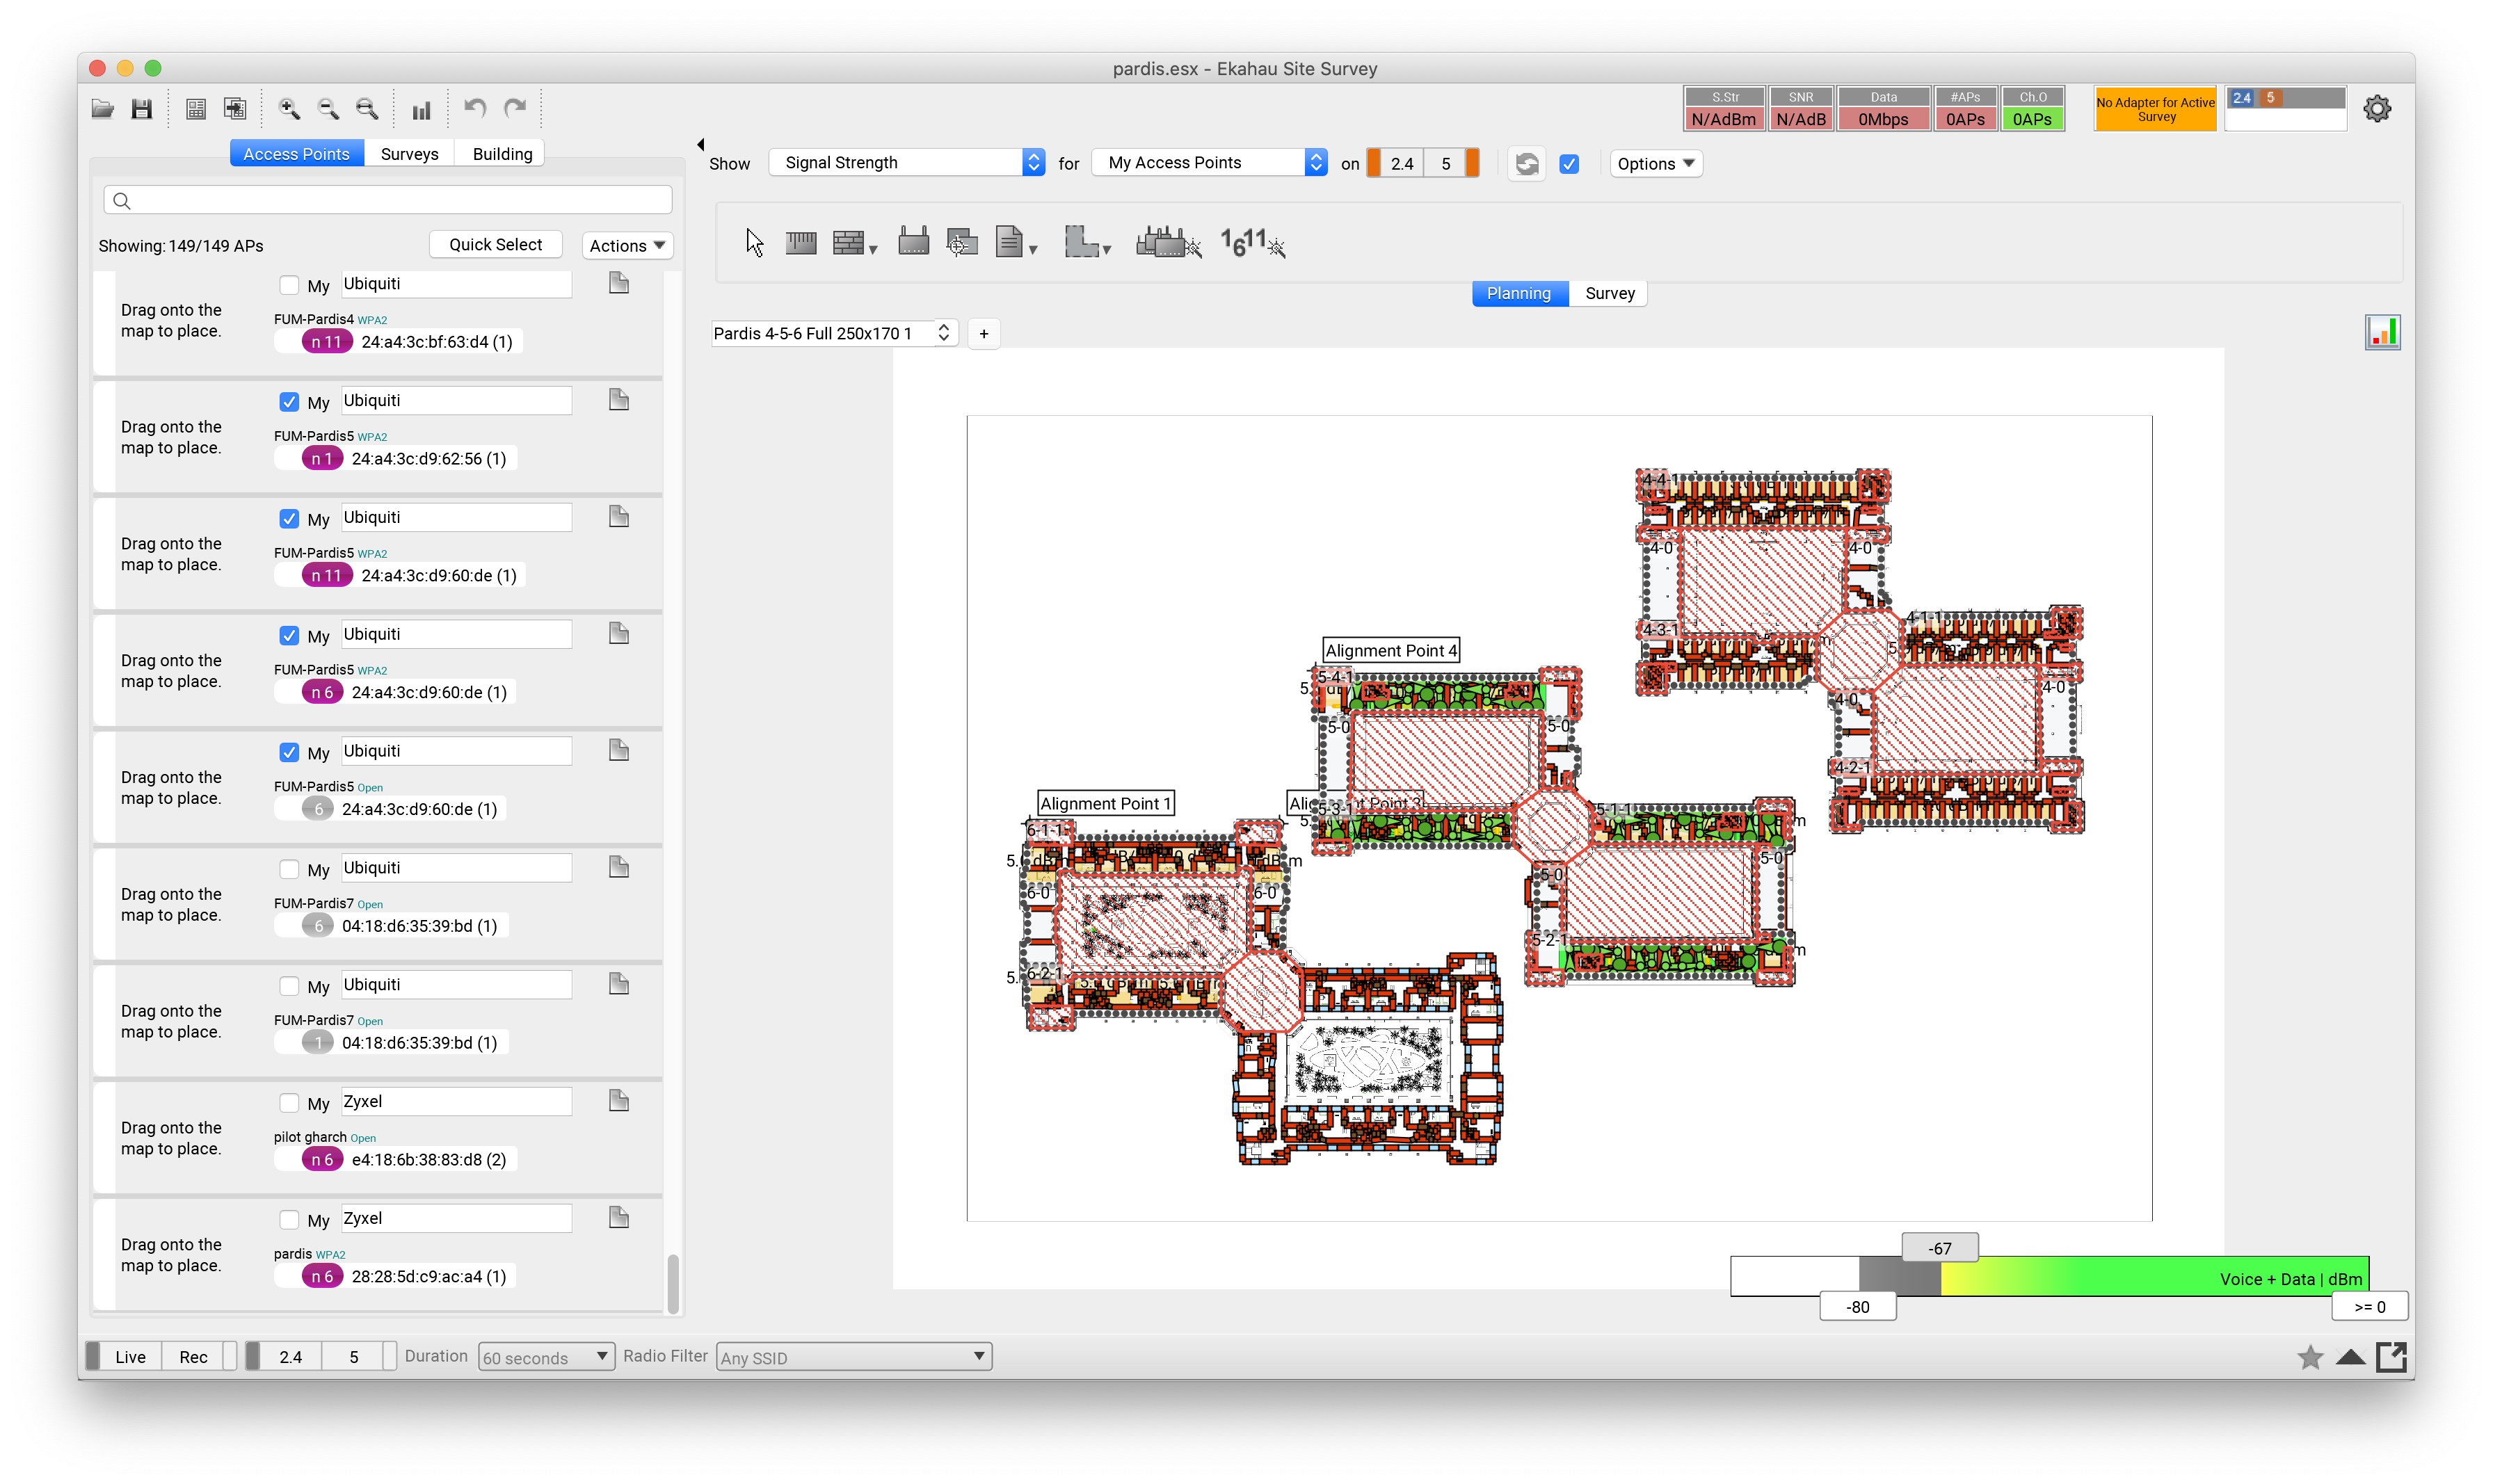 pardis.esx - Ekahau Site Survey
S.Str SNR Data #APs Ch.O
N/AdBm N/AdB 0Mbps 0APs 0APs
No Adapter for Active Survey
2.4 5
Access Points Surveys Building
Show Signal Strength for My Access Points on 2.4 5 Options
Showing: 149/149 APs Quick Select Actions
1 6 11
Planning Survey
Pardis 4-5-6 Full 250x170 1 +
Drag onto the map to place.
My Ubiquiti
FUM-Pardis4 WPA2
n 11 24:a4:3c:bf:63:d4 (1)
Drag onto the map to place.
My Ubiquiti
FUM-Pardis5 WPA2
n 1 24:a4:3c:d9:62:56 (1)
Drag onto the map to place.
My Ubiquiti
FUM-Pardis5 WPA2
n 11 24:a4:3c:d9:60:de (1)
Drag onto the map to place.
My Ubiquiti
FUM-Pardis5 WPA2
n 6 24:a4:3c:d9:60:de (1)
Drag onto the map to place.
My Ubiquiti
FUM-Pardis5 Open
6 24:a4:3c:d9:60:de (1)
Drag onto the map to place.
My Ubiquiti
FUM-Pardis7 Open
6 04:18:d6:35:39:bd (1)
Drag onto the map to place.
My Ubiquiti
FUM-Pardis7 Open
1 04:18:d6:35:39:bd (1)
Drag onto the map to place.
My Zyxel
pilot gharch Open
n 6 e4:18:6b:38:83:d8 (2)
Drag onto the map to place.
My Zyxel
pardis WPA2
n 6 28:28:5d:c9:ac:a4 (1)
4-4-1
4-0 4-0
4-3-1
4-1-1
4-0 4-0
4-2-1
Alignment Point 4
5-4-1
5-0 5-0
5-3-1
5-1-1
5-0 5-0
5-2-1
Alignment Point 1
6-1-1
6-0 6-0
6-2-1
-67
Voice + Data | dBm
-80 >= 0
Live Rec 2.4 5 Duration 60 seconds Radio Filter Any SSID